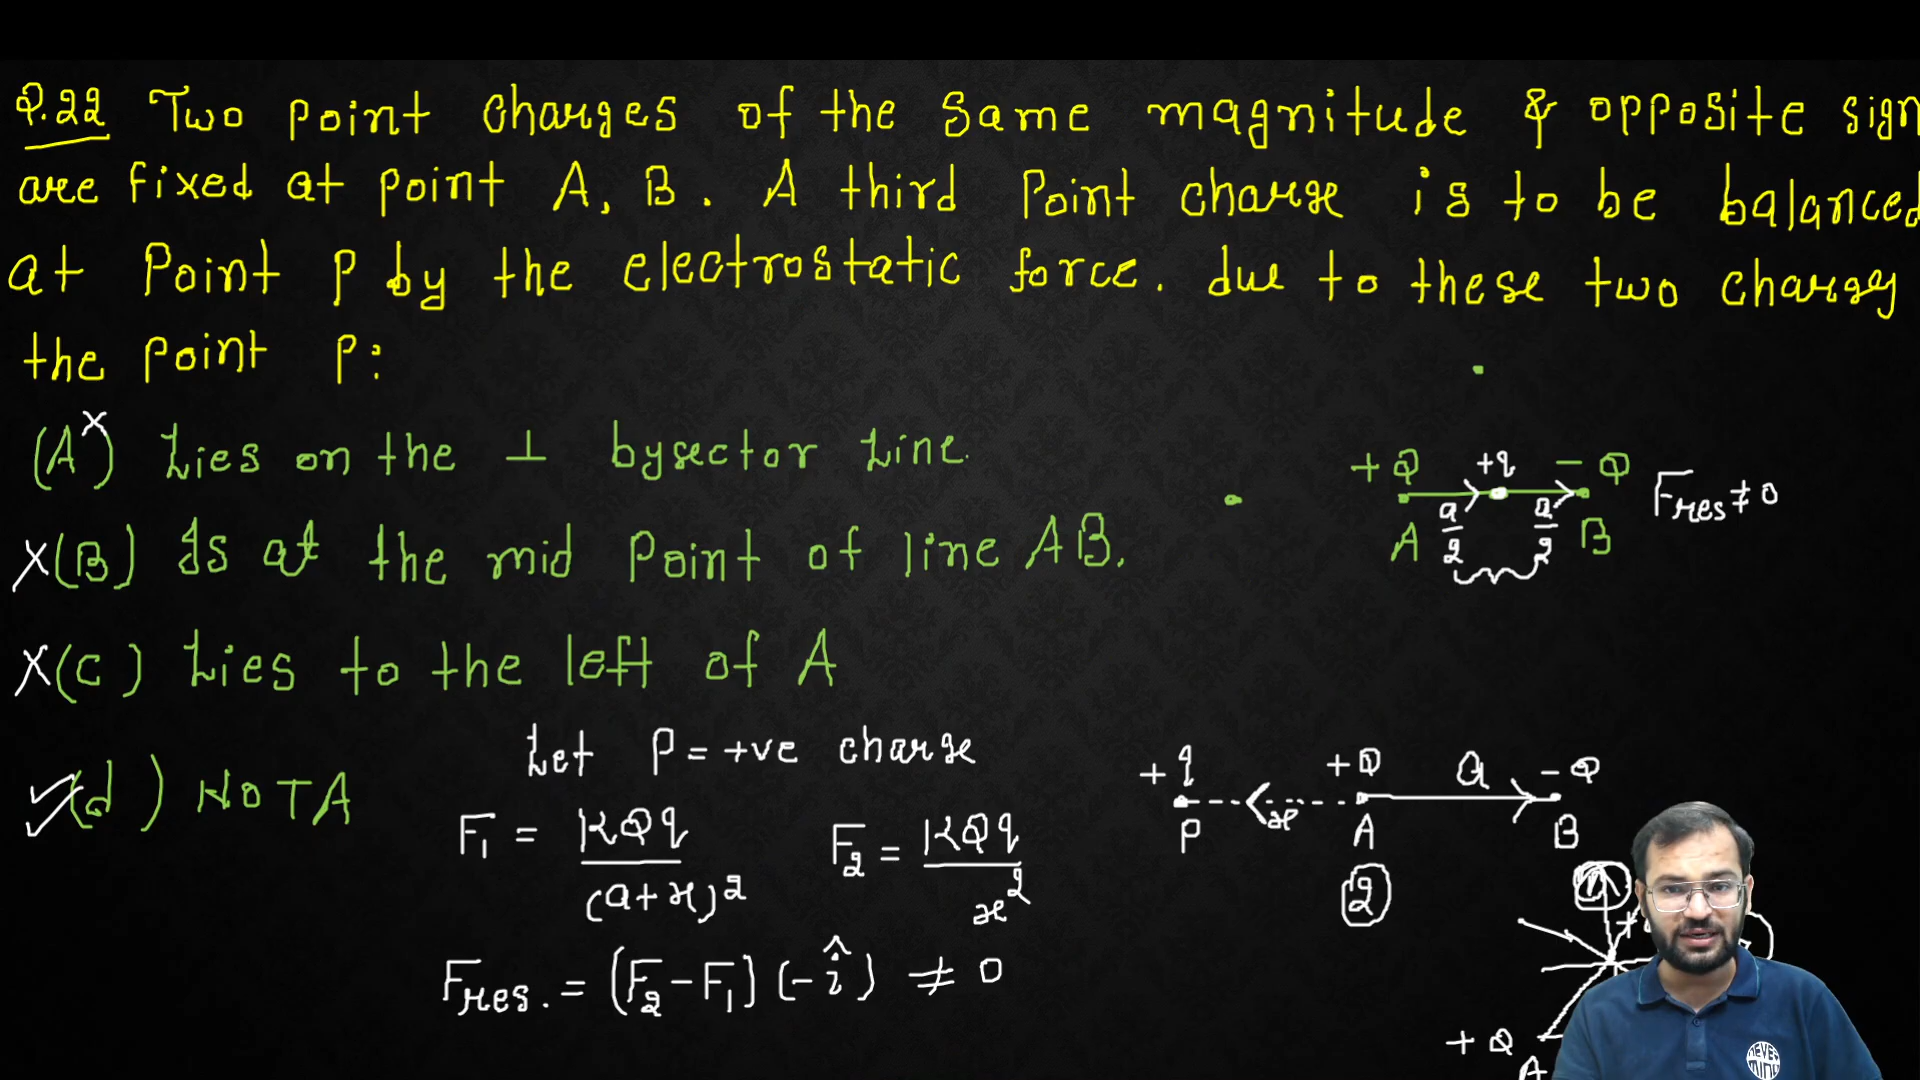 Q.22 Two point charges of the same magnitude & opposite sign
are fixed at point A, B. A third Point charge is to be balanced
at Point P by the electrostatic force. due to these two charges
the point P:
(A) X Lies on the ⊥ bysector Line.
X (B) Is at the mid Point of line AB.
X (C) Lies to the left of A
(d) NOTA
+Q +q -Q Fres ≠ 0
A a/2 a/2 B
Let P = +ve charge
F₁ = KQq/(a+x)² F₂ = KQq/x²
Fres. = (F₂-F₁) (-î) ≠ 0
+q +Q a -Q
P x A B
2
+Q
A
NEVER
MIND